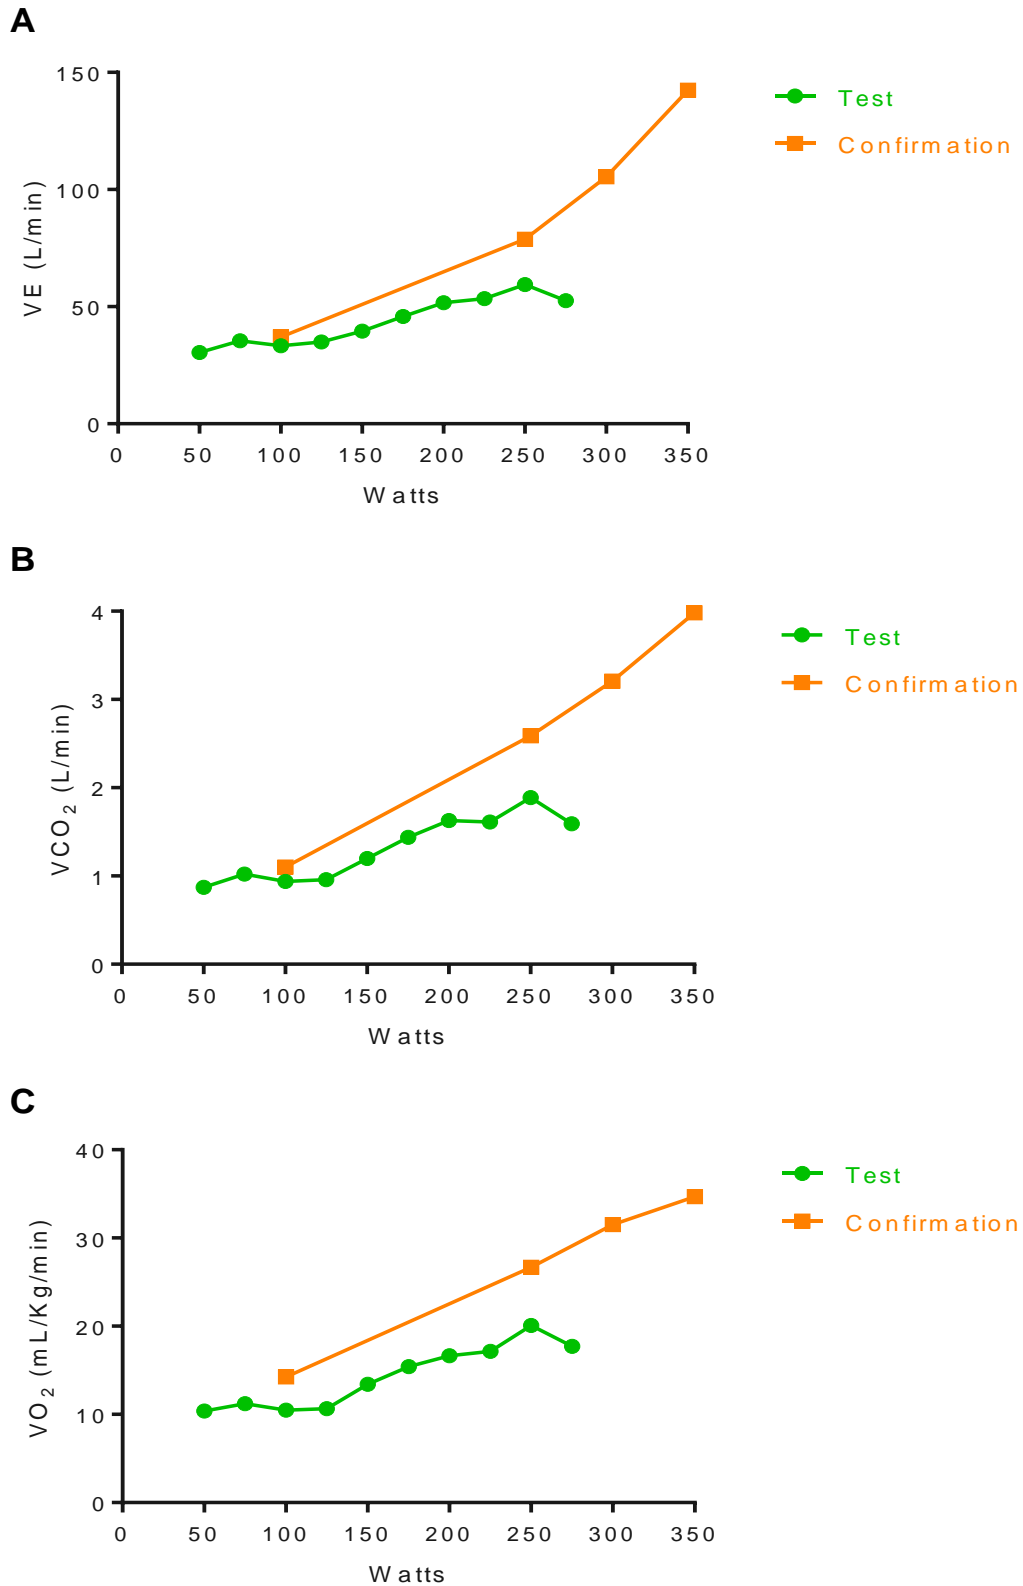 A
150
100
50
0
VE (L/min)
0 50 100 150 200 250 300 350
Watts
Test
Confirmation
B
4
3
2
1
0
VCO₂ (L/min)
0 50 100 150 200 250 300 350
Watts
Test
Confirmation
C
40
30
20
10
0
VO₂ (mL/Kg/min)
0 50 100 150 200 250 300 350
Watts
Test
Confirmation